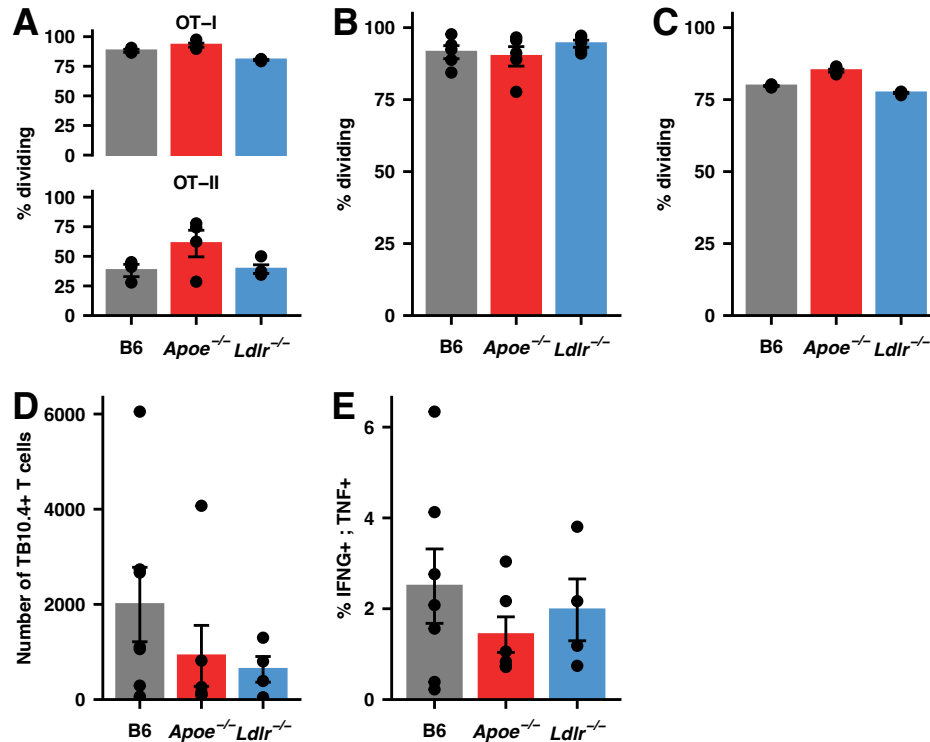 A
OT–I
% dividing
100
75
50
25
0
OT–II
100
75
50
25
0
B6 Apoe–/– Ldlr–/–
B
% dividing
100
75
50
25
0
B6 Apoe–/– Ldlr–/–
C
% dividing
100
75
50
25
0
B6 Apoe–/– Ldlr–/–
D
Number of TB10.4+ T cells
6000
4000
2000
0
B6 Apoe–/– Ldlr–/–
E
% IFNG+ ; TNF+
6
4
2
0
B6 Apoe–/– Ldlr–/–